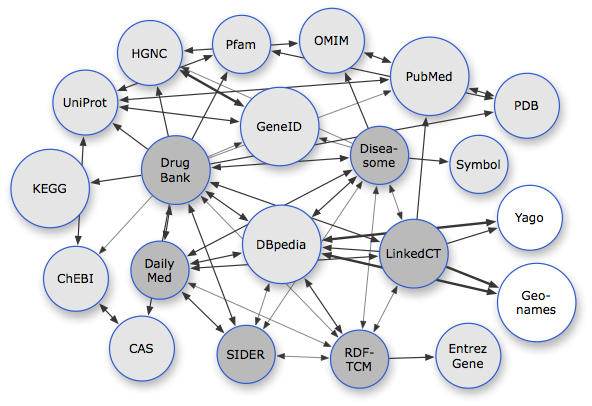 HGNC
Pfam
OMIM
PubMed
UniProt
GeneID
PDB
Drug
Bank
Disea-
some
Symbol
KEGG
Yago
DBpedia
LinkedCT
ChEBI
Daily
Med
Geo-
names
CAS
SIDER
RDF-
TCM
Entrez
Gene